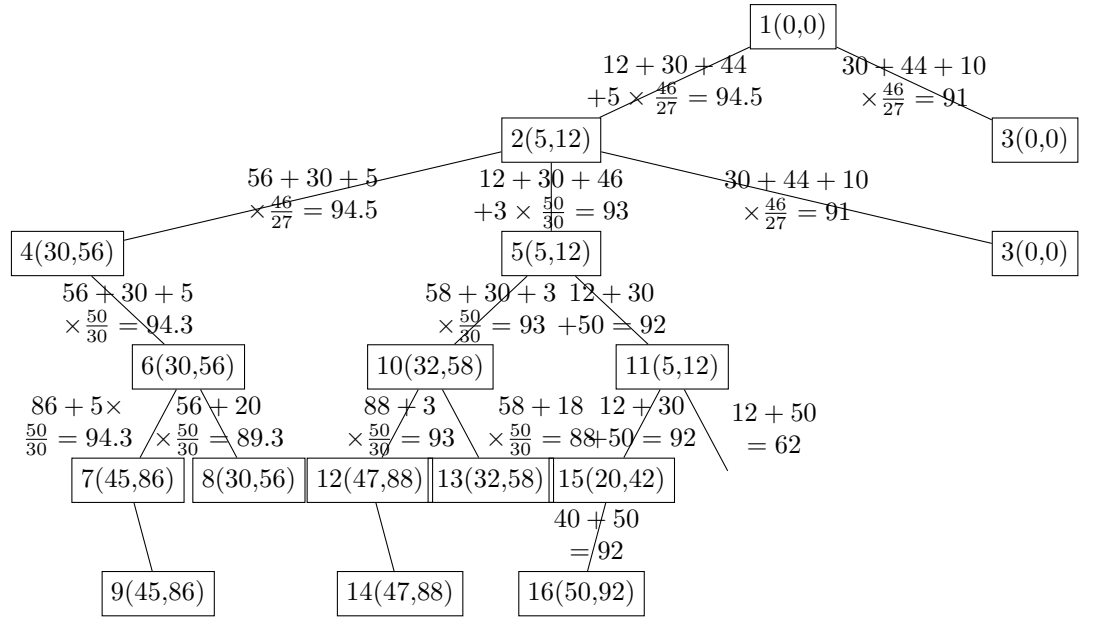 1(0,0)
12 + 30 + 44
+5 × 46/27 = 94.5
30 + 44 + 10
× 46/27 = 91
2(5,12)
3(0,0)
56 + 30 + 5
× 46/27 = 94.5
12 + 30 + 46
+3 × 50/30 = 93
30 + 44 + 10
× 46/27 = 91
4(30,56)
5(5,12)
3(0,0)
56 + 30 + 5
× 50/30 = 94.3
58 + 30 + 3
× 50/30 = 93
12 + 30
+50 = 92
6(30,56)
10(32,58)
11(5,12)
86 + 5×
50/30 = 94.3
56 + 20
× 50/30 = 89.3
88 + 3
× 50/30 = 93
58 + 18
× 50/30 = 88
12 + 30
+50 = 92
12 + 50
= 62
7(45,86)
8(30,56)
12(47,88)
13(32,58)
15(20,42)
40 + 50
= 92
9(45,86)
14(47,88)
16(50,92)